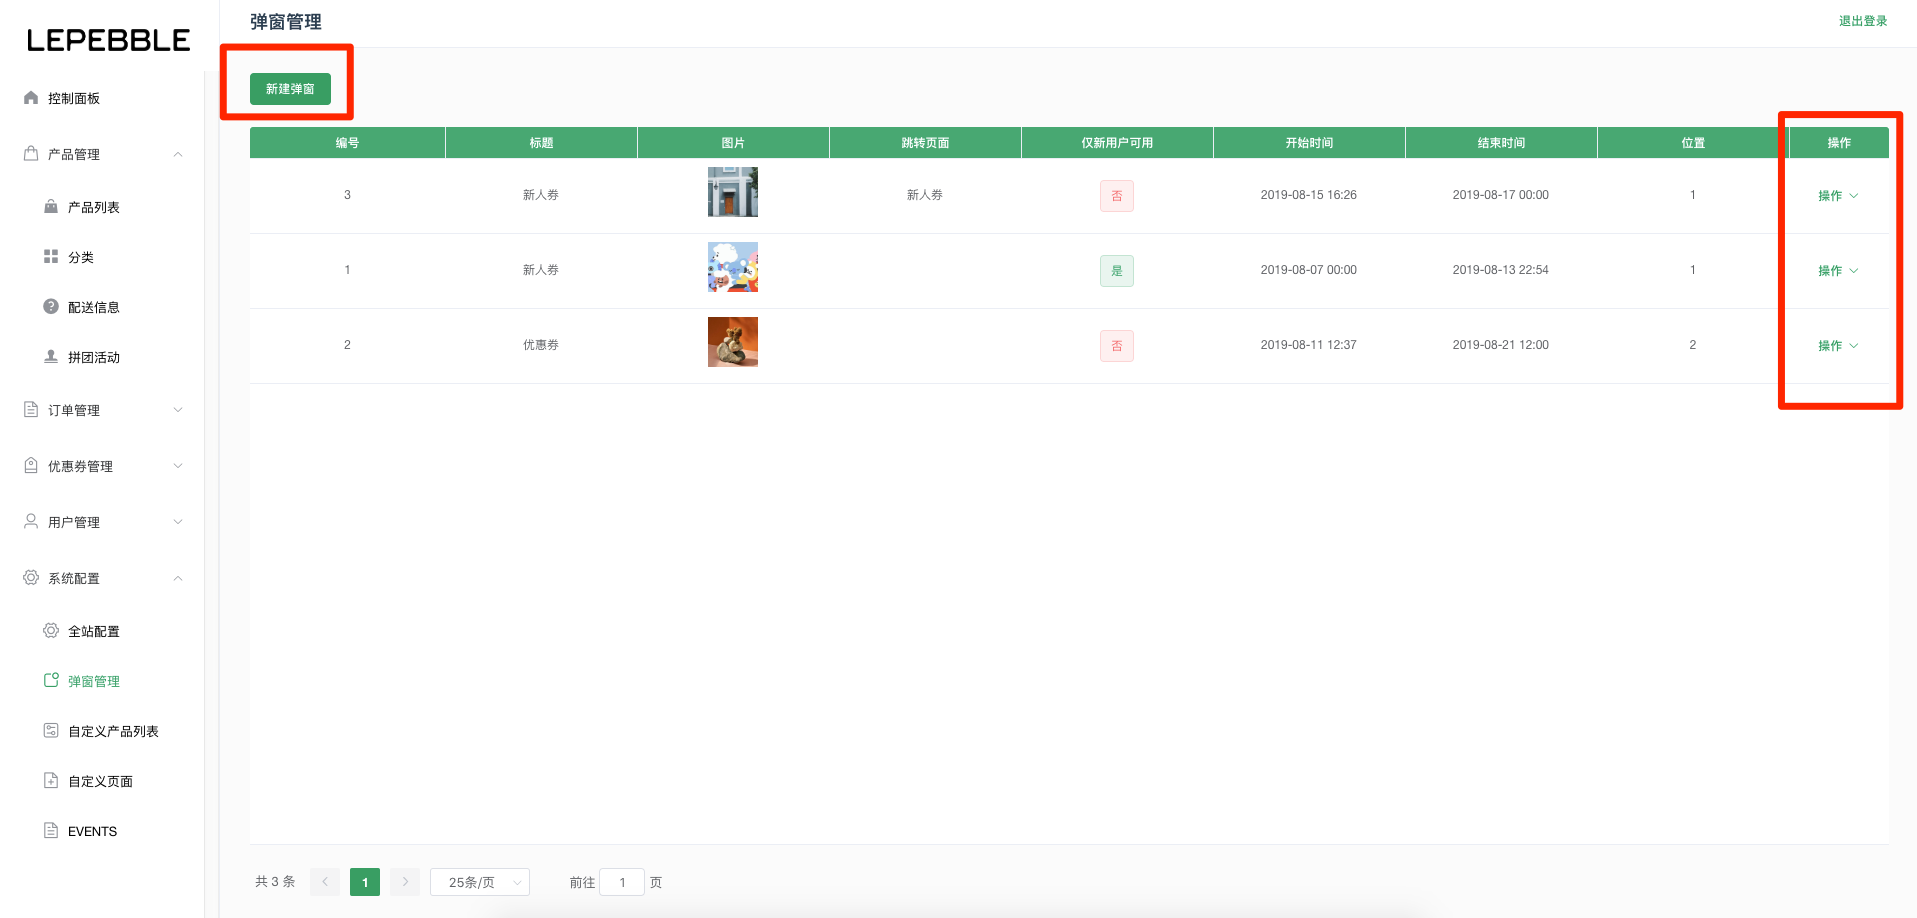 LEPEBBLE
控制面板
产品管理
产品列表
分类
配送信息
拼团活动
订单管理
优惠券管理
用户管理
系统配置
全站配置
弹窗管理
自定义产品列表
自定义页面
EVENTS
弹窗管理
退出登录
新建弹窗
编号 标题 图片 跳转页面 仅新用户可用 开始时间 结束时间 位置 操作
3 新人券 新人券 否 2019-08-15 16:26 2019-08-17 00:00 1 操作
1 新人券 是 2019-08-07 00:00 2019-08-13 22:54 1 操作
2 优惠券 否 2019-08-11 12:37 2019-08-21 12:00 2 操作
共 3 条 1 25条/页 前往 1 页